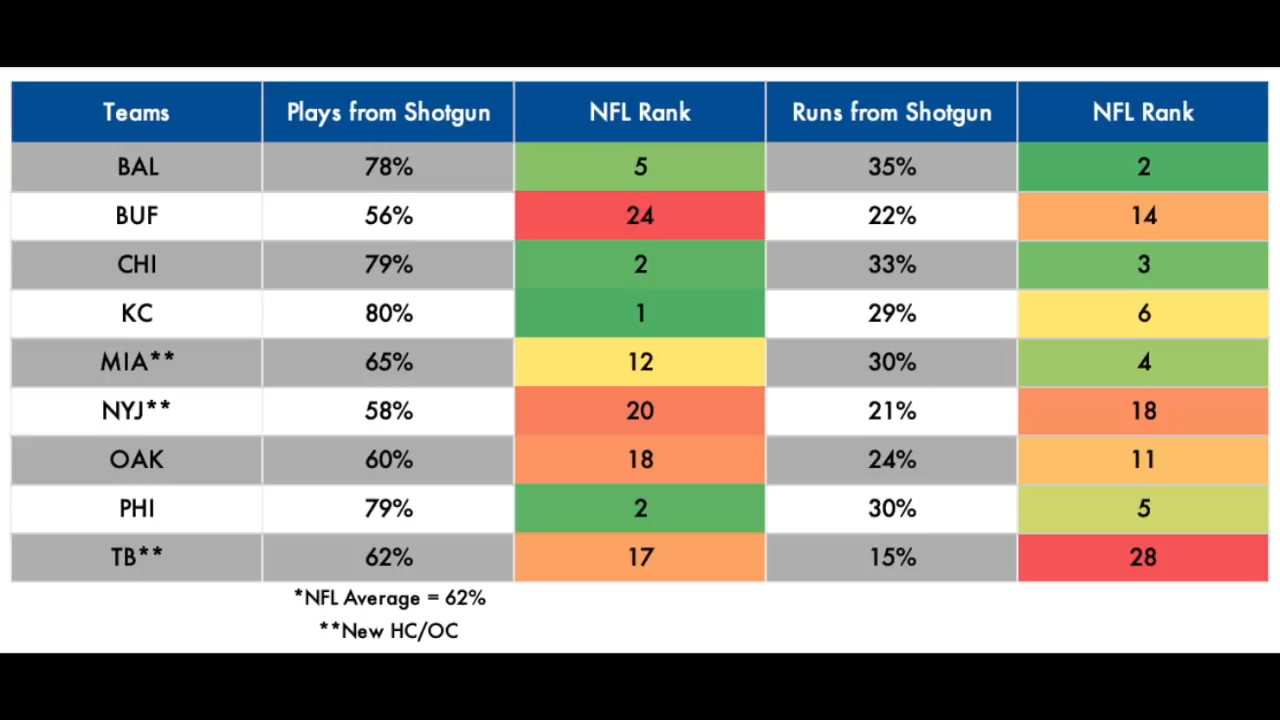 Teams Plays from Shotgun NFL Rank Runs from Shotgun NFL Rank
BAL 78% 5 35% 2
BUF 56% 24 22% 14
CHI 79% 2 33% 3
KC 80% 1 29% 6
MIA** 65% 12 30% 4
NYJ** 58% 20 21% 18
OAK 60% 18 24% 11
PHI 79% 2 30% 5
TB** 62% 17 15% 28
*NFL Average = 62%
**New HC/OC